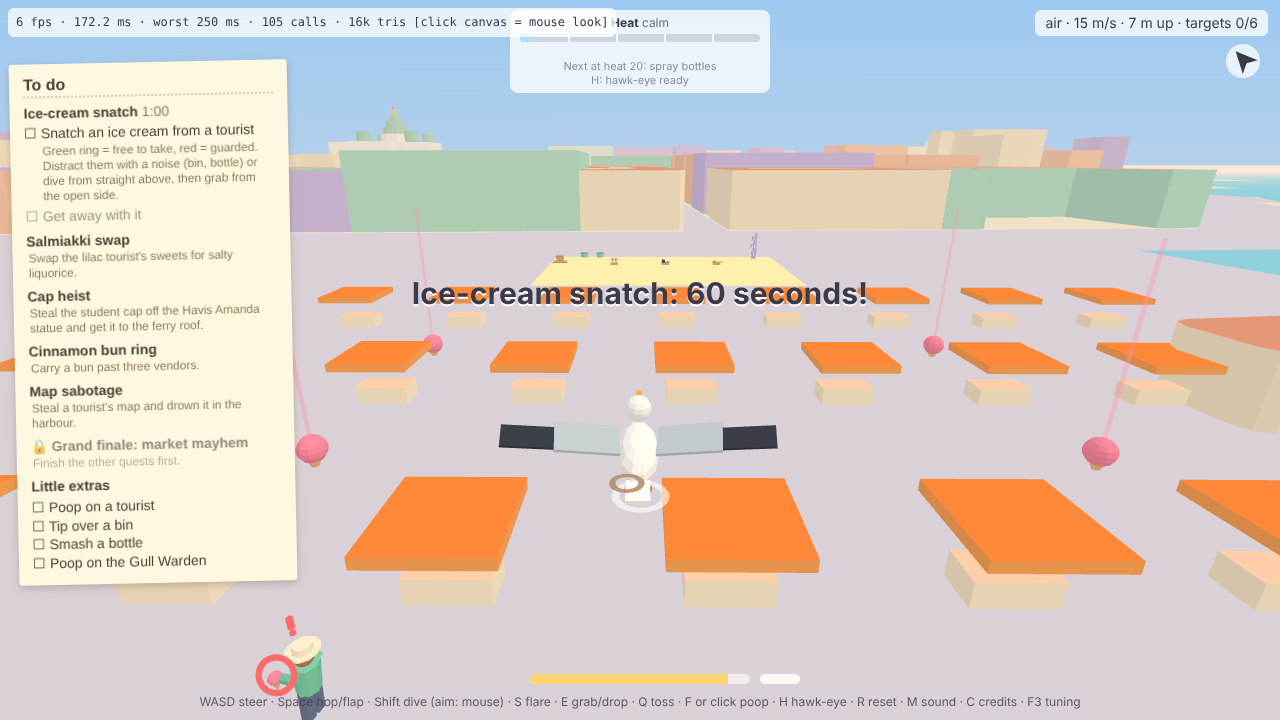 6 fps · 172.2 ms · worst 250 ms · 105 calls · 16k tris [click canvas = mouse look]
Heat calm
Next at heat 20: spray bottles
H: hawk-eye ready
air · 15 m/s · 7 m up · targets 0/6
To do
Ice-cream snatch 1:00
☐ Snatch an ice cream from a tourist
Green ring = free to take, red = guarded.
Distract them with a noise (bin, bottle) or
dive from straight above, then grab from
the open side.
☐ Get away with it
Salmiakki swap
Swap the lilac tourist's sweets for salty
liquorice.
Cap heist
Steal the student cap off the Havis Amanda
statue and get it to the ferry roof.
Cinnamon bun ring
Carry a bun past three vendors.
Map sabotage
Steal a tourist's map and drown it in the
harbour.
🔒 Grand finale: market mayhem
Finish the other quests first.
Little extras
☐ Poop on a tourist
☐ Tip over a bin
☐ Smash a bottle
☐ Poop on the Gull Warden
Ice-cream snatch: 60 seconds!
!
WASD steer · Space hop/flap · Shift dive (aim: mouse) · S flare · E grab/drop · Q toss · F or click poop · H hawk-eye · R reset · M sound · C credits · F3 tuning